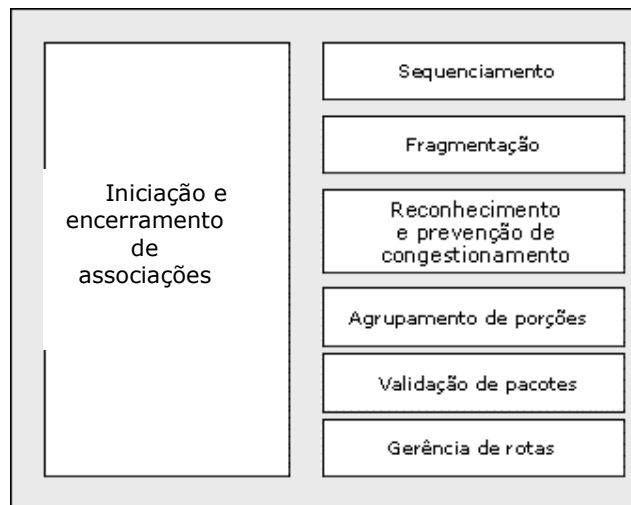 Iniciação e
encerramento
de
associações
Sequenciamento
Fragmentação
Reconhecimento
e prevenção de
congestionamento
Agrupamento de porções
Validação de pacotes
Gerência de rotas